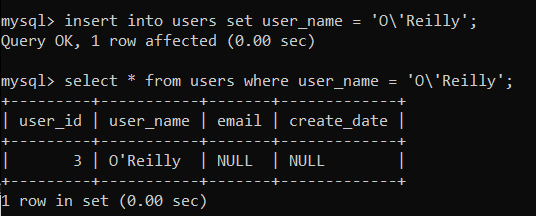 mysql> insert into users set user_name = 'O\'Reilly';
Query OK, 1 row affected (0.00 sec)
mysql> select * from users where user_name = 'O\'Reilly';
+---------+-----------+-------+-------------+
| user_id | user_name | email | create_date |
+---------+-----------+-------+-------------+
|       3 | O'Reilly  | NULL  | NULL        |
+---------+-----------+-------+-------------+
1 row in set (0.00 sec)